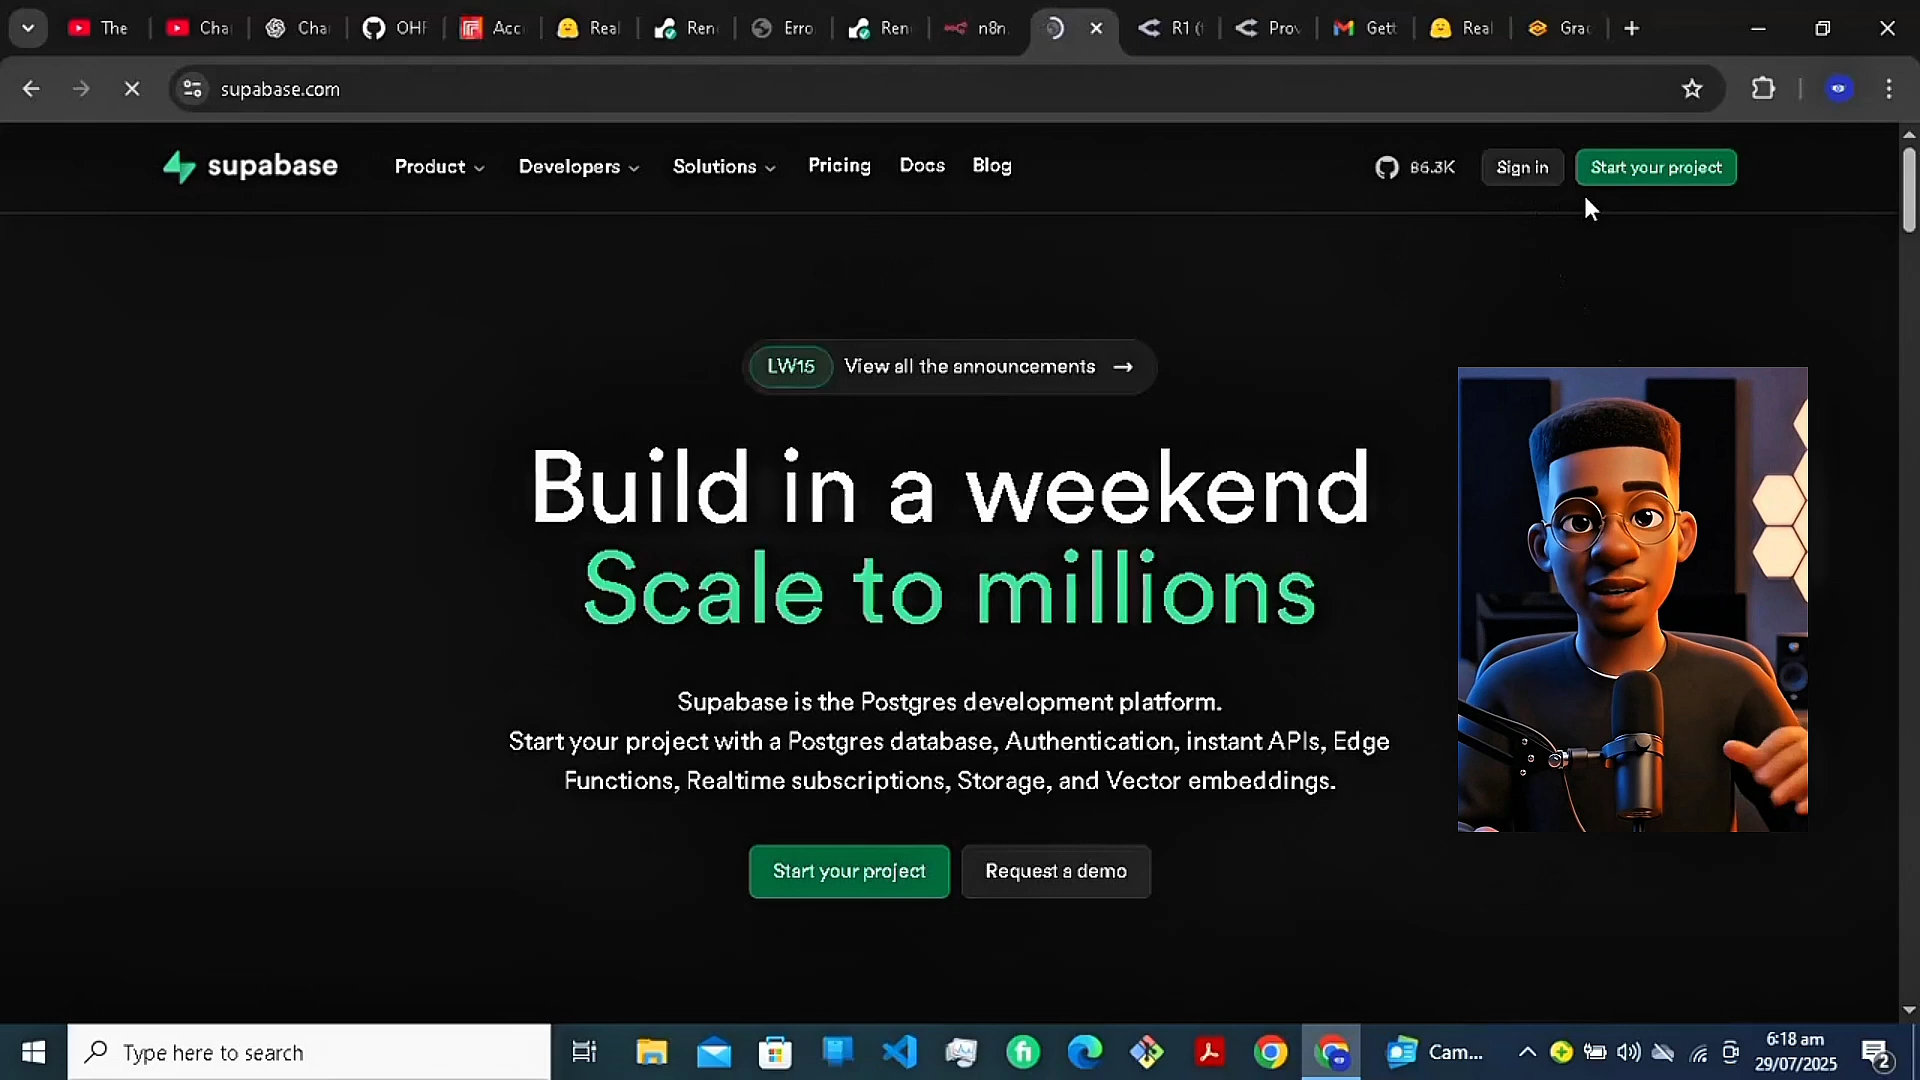 The
Cha
Cha
OHF
Acc
Real
Ren
Erro
Ren
n8n
R1 (
Prov
Gett
Real
Grac
supabase.com
supabase
Product
Developers
Solutions
Pricing
Docs
Blog
86.3K
Sign in
Start your project
LW15
View all the announcements →
Build in a weekend
Scale to millions
Supabase is the Postgres development platform.
Start your project with a Postgres database, Authentication, instant APIs, Edge
Functions, Realtime subscriptions, Storage, and Vector embeddings.
Start your project
Request a demo
Type here to search
Cam...
6:18 am
29/07/2025
2